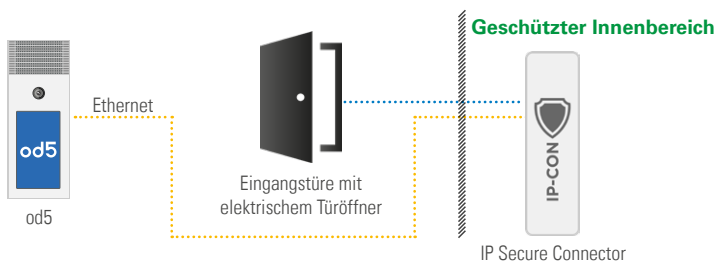 Geschützter Innenbereich
Ethernet
od5
IP-CON
Eingangstüre mit
elektrischem Türöffner
od5
IP Secure Connector